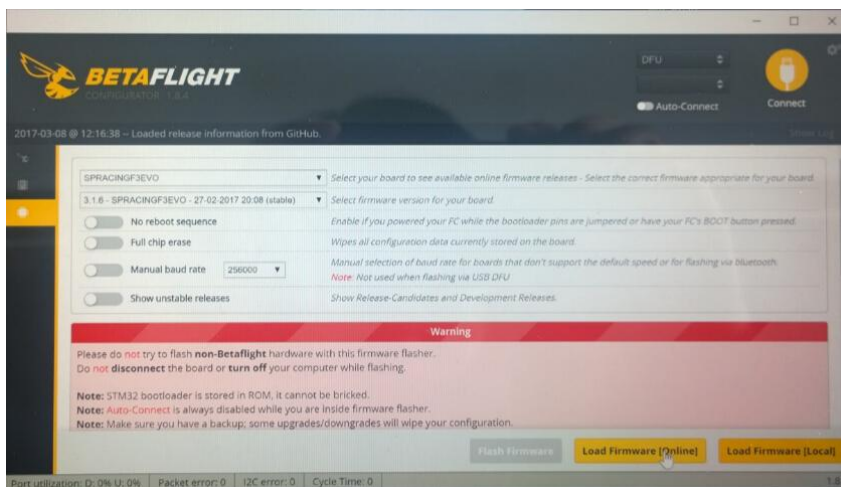 BETAFLIGHT
CONFIGURATOR 1.8.4
DFU
Auto-Connect
Connect
2017-03-08 @ 12:16:38 -- Loaded release information from GitHub.
Show Log
SPRACINGF3EVO
Select your board to see available online firmware releases - Select the correct firmware appropriate for your board.
3.1.6 - SPRACINGF3EVO - 27-02-2017 20:08 (stable)
Select firmware version for your board.
No reboot sequence
Enable if you powered your FC while the bootloader pins are jumpered or have your FC's BOOT button pressed.
Full chip erase
Wipes all configuration data currently stored on the board.
Manual baud rate
256000
Manual selection of baud rate for boards that don't support the default speed or for flashing via bluetooth.
Note: Not used when flashing via USB DFU
Show unstable releases
Show Release-Candidates and Development Releases.
Warning
Please do not try to flash non-Betaflight hardware with this firmware flasher.
Do not disconnect the board or turn off your computer while flashing.
Note: STM32 bootloader is stored in ROM, it cannot be bricked.
Note: Auto-Connect is always disabled while you are inside firmware flasher.
Note: Make sure you have a backup; some upgrades/downgrades will wipe your configuration.
Flash Firmware
Load Firmware [Online]
Load Firmware [Local]
Port utilization: D: 0% U: 0%
Packet error: 0
I2C error: 0
Cycle Time: 0
1.8